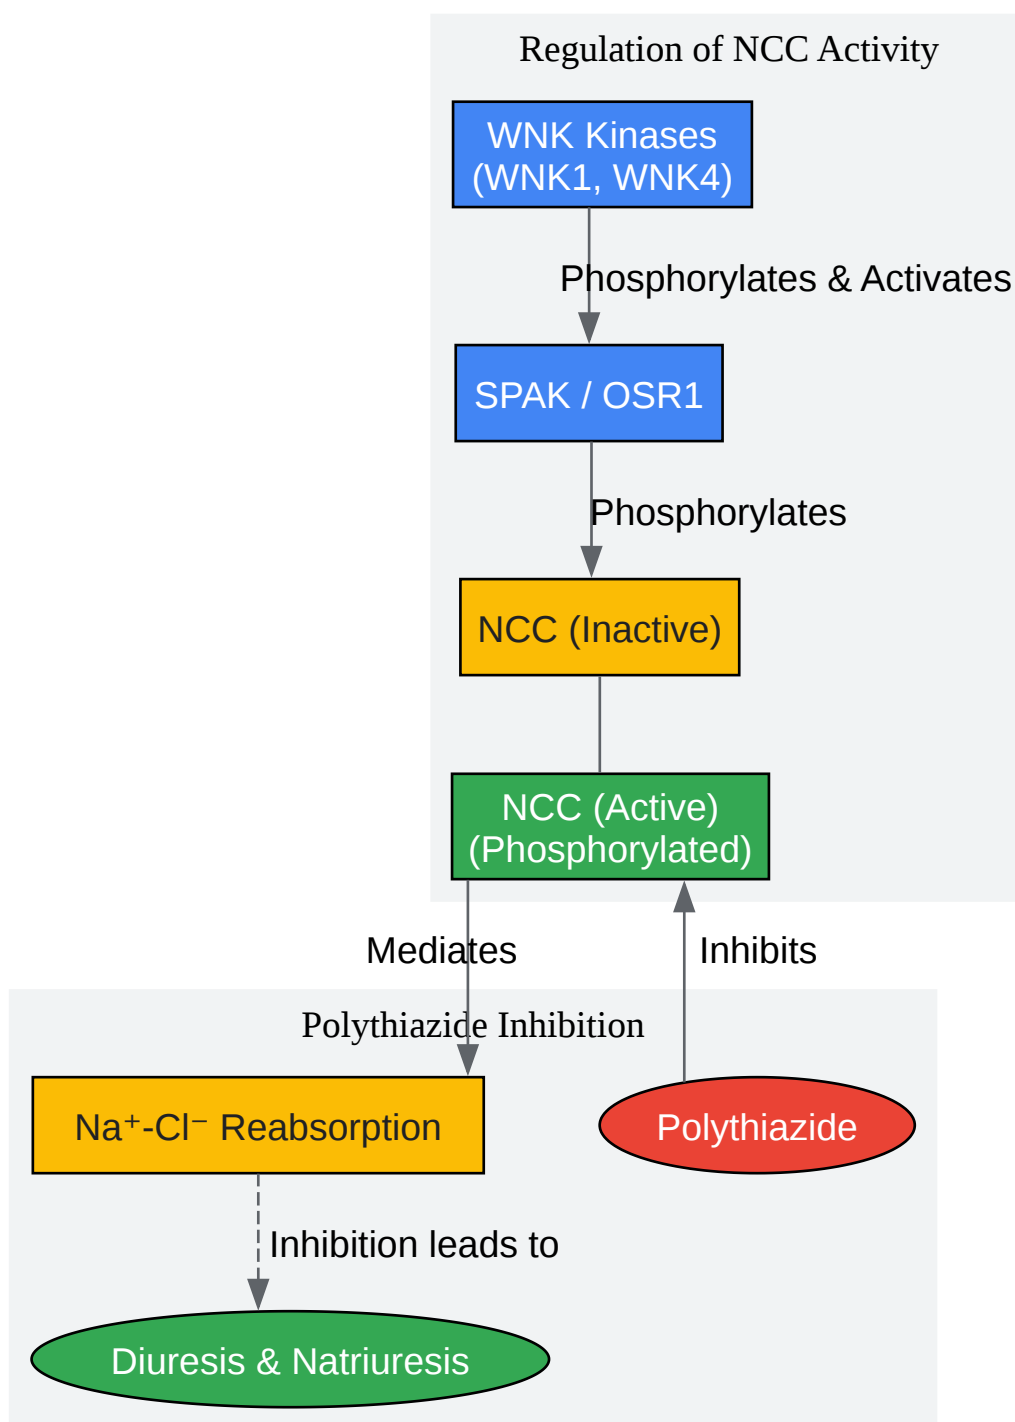 Regulation of NCC Activity
WNK Kinases
(WNK1, WNK4)
Phosphorylates & Activates
SPAK / OSR1
Phosphorylates
NCC (Inactive)
NCC (Active)
(Phosphorylated)
Mediates
Inhibits
Polythiazide Inhibition
Na⁺-Cl⁻ Reabsorption
Polythiazide
Inhibition leads to
Diuresis & Natriuresis